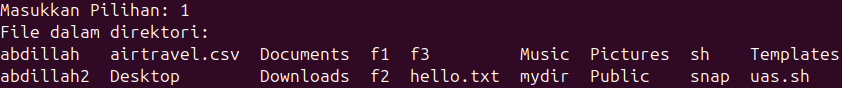 Masukkan Pilihan: 1
File dalam direktori:
abdillah   airtravel.csv  Documents  f1  f3         Music  Pictures  sh    Templates
abdillah2  Desktop        Downloads  f2  hello.txt  mydir  Public    snap  uas.sh